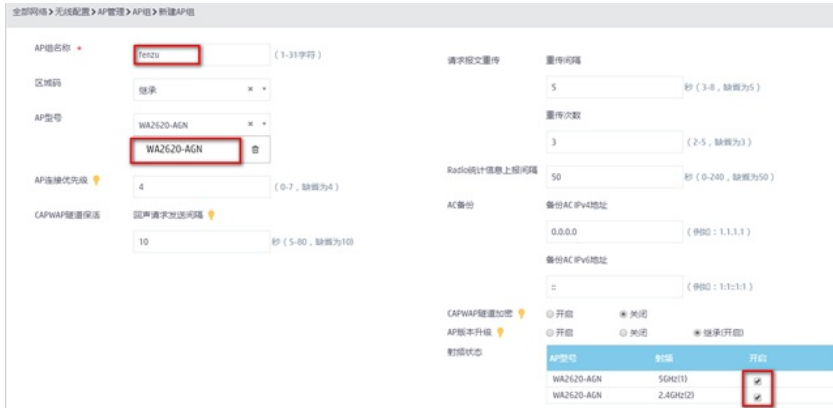 全部网络>无线配置>AP管理>AP组>新建AP组
AP组名称 *
fenzu
(1-31字符)
区域码
继承
× ▾
AP型号
WA2620-AGN
× ▾
WA2620-AGN
AP连接优先级
4
(0-7，缺省为4)
CAPWAP隧道保活
回声请求发送间隔
10
秒 (5-80，缺省为10)
请求报文重传
重传间隔
5
秒 (3-8，缺省为5)
重传次数
3
(2-5，缺省为3)
Radio统计信息上报间隔
50
秒 (0-240，缺省为50)
AC备份
备份AC IPv4地址
0.0.0.0
(例如：1.1.1.1)
备份AC IPv6地址
::
(例如：1:1::1:1)
CAPWAP隧道加密
开启
关闭
AP版本升级
开启
关闭
继承(开启)
射频状态
AP型号 射频 开启
WA2620-AGN 5GHz(1)
WA2620-AGN 2.4GHz(2)